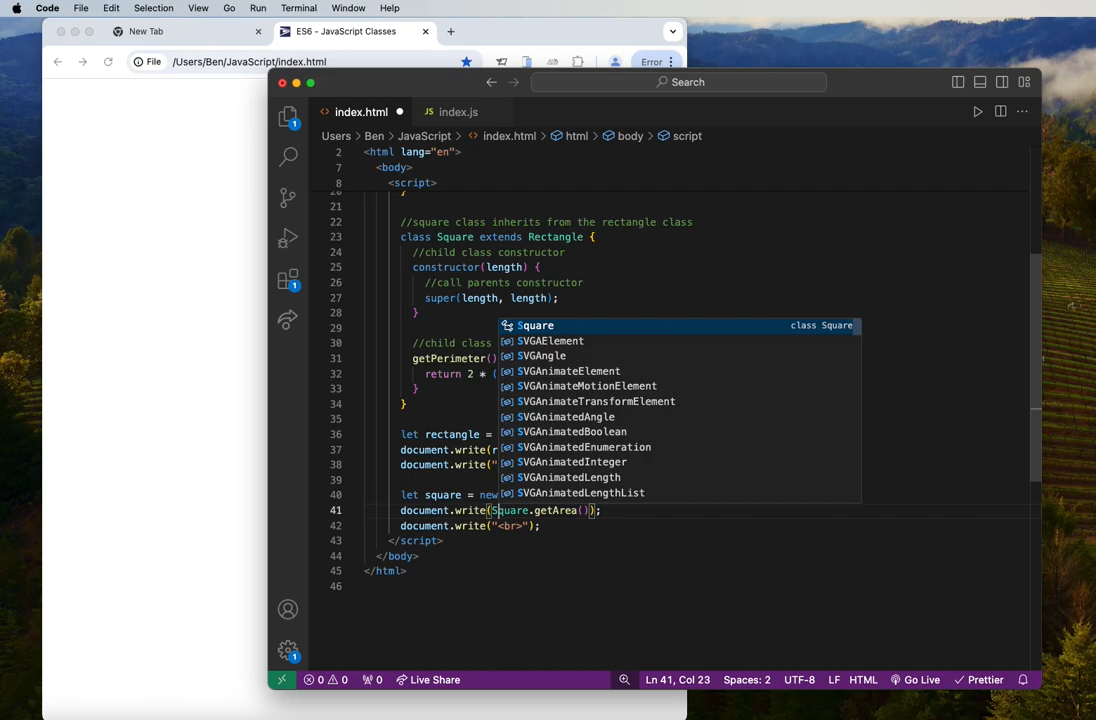 Code File Edit Selection View Go Run Terminal Window Help
New Tab
ES6 - JavaScript Classes
File /Users/Ben/JavaScript/index.html
Error
Search
index.html
JS index.js
Users > Ben > JavaScript > index.html > html > body > script
2 <html lang="en">
7 <body>
8 <script>
20 }
21
22 //square class inherits from the rectangle class
23 class Square extends Rectangle {
24 //child class constructor
25 constructor(length) {
26 //call parents constructor
27 super(length, length);
28 }
29
30 //child class
31 getPerimeter()
32 return 2 * (
33 }
34 }
35
36 let rectangle =
37 document.write(r
38 document.write("
39
40 let square = new
41 document.write(Square.getArea());
42 document.write("<br>");
43 </script>
44 </body>
45 </html>
46
Square class Square
SVGAElement
SVGAngle
SVGAnimateElement
SVGAnimateMotionElement
SVGAnimateTransformElement
SVGAnimatedAngle
SVGAnimatedBoolean
SVGAnimatedEnumeration
SVGAnimatedInteger
SVGAnimatedLength
SVGAnimatedLengthList
1
1
1
0 0 0 Live Share Ln 41, Col 23 Spaces: 2 UTF-8 LF HTML Go Live Prettier